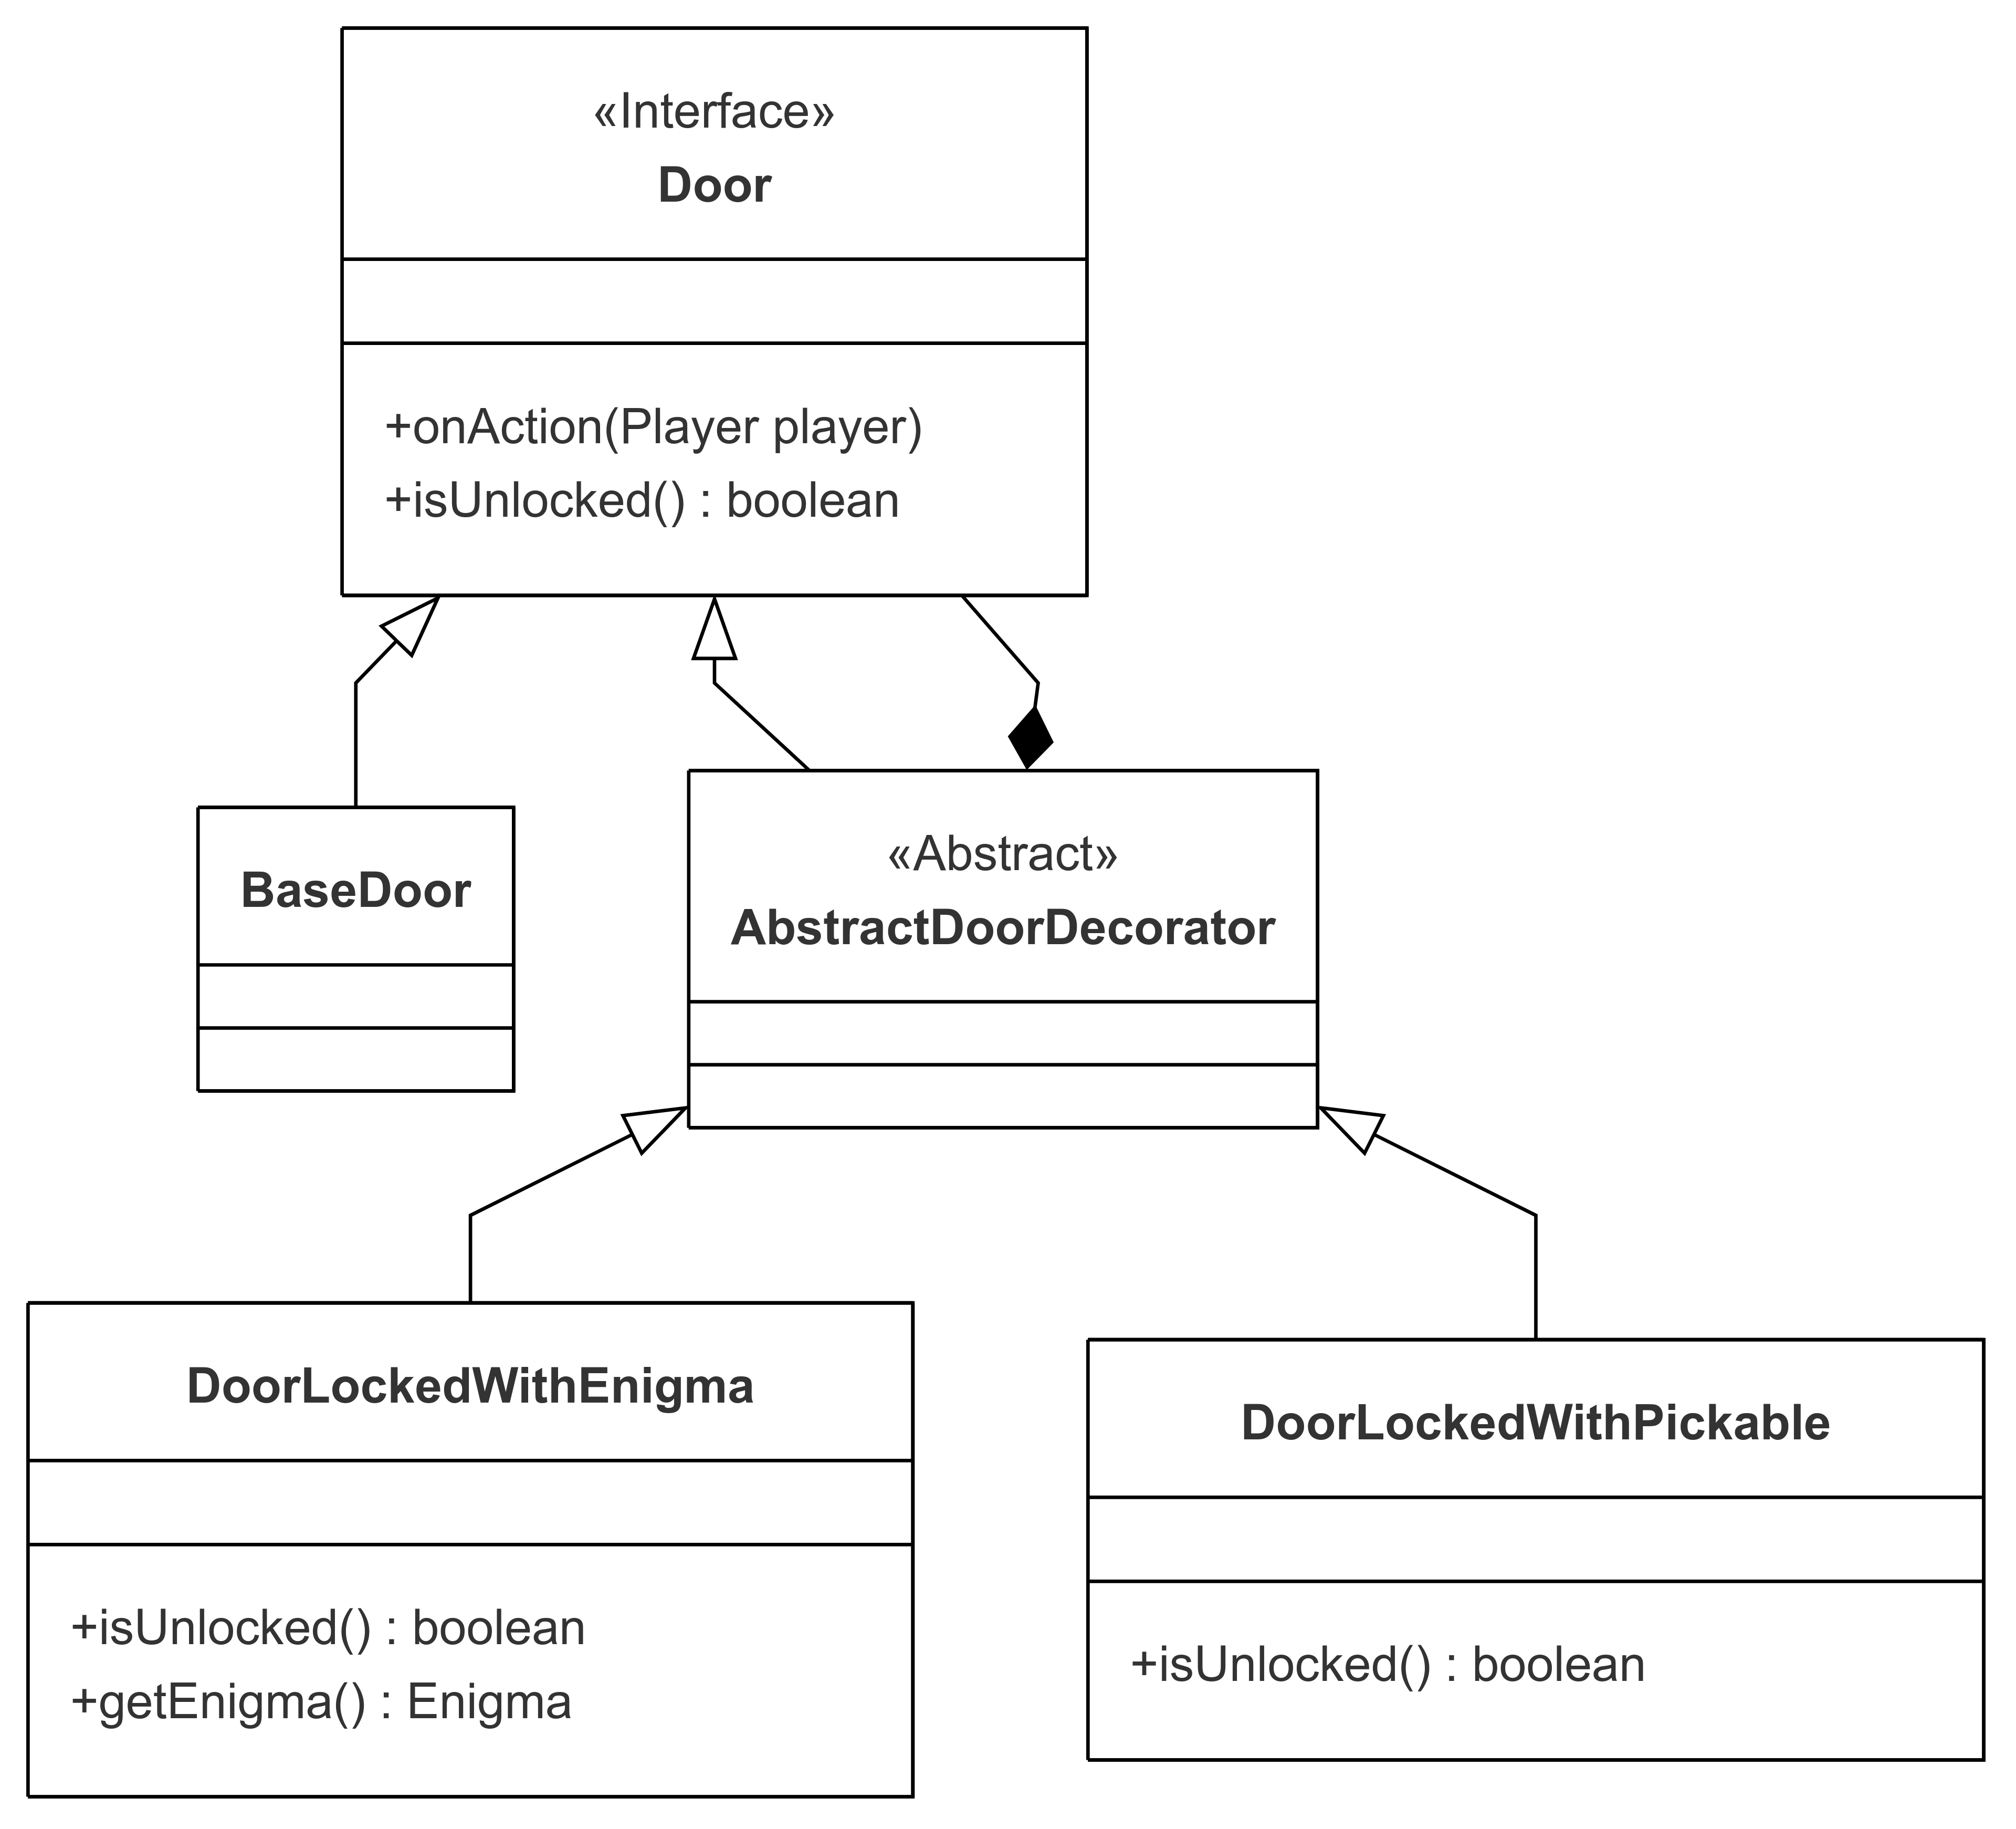 «Interface»
Door
+onAction(Player player)
+isUnlocked() : boolean
BaseDoor
«Abstract»
AbstractDoorDecorator
DoorLockedWithEnigma
+isUnlocked() : boolean
+getEnigma() : Enigma
DoorLockedWithPickable
+isUnlocked() : boolean